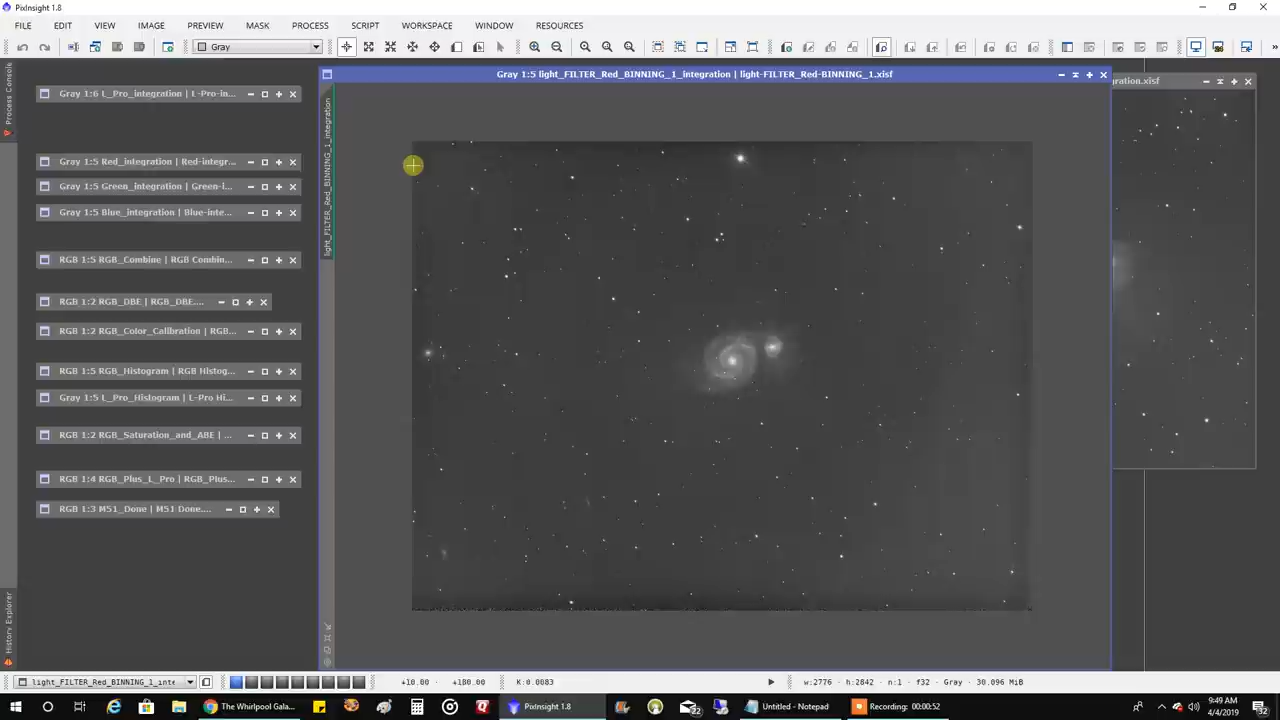 PixInsight 1.8
FILE EDIT VIEW IMAGE PREVIEW MASK PROCESS SCRIPT WORKSPACE WINDOW RESOURCES
Gray
Process Console
History Explorer
Gray 1:6 L_Pro_integration | L-Pro-in...
Gray 1:5 Red_integration | Red-integr...
Gray 1:5 Green_integration | Green-i...
Gray 1:5 Blue_integration | Blue-inte...
RGB 1:5 RGB_Combine | RGB Combin...
RGB 1:2 RGB_DBE | RGB_DBE....
RGB 1:2 RGB_Color_Calibration | RGB...
RGB 1:5 RGB_Histogram | RGB Histog...
Gray 1:5 L_Pro_Histogram | L-Pro Hi...
RGB 1:2 RGB_Saturation_and_ABE | ...
RGB 1:4 RGB_Plus_L_Pro | RGB_Plus...
RGB 1:3 M51_Done | M51 Done....
Gray 1:5 light_FILTER_Red_BINNING_1_integration | light-FILTER_Red-BINNING_1.xisf
light_FILTER_Red_BINNING_1_integration
gration.xisf
light_FILTER_Red_BINNING_1_inte
+10.00 +180.00 K:0.0083 w:2776 h:2842 n:1 f32 Gray 30.096 MiB
The Whirlpool Gala...
PixInsight 1.8
22
Untitled - Notepad
Recording: 00:00:52
9:49 AM
4/4/2019
32